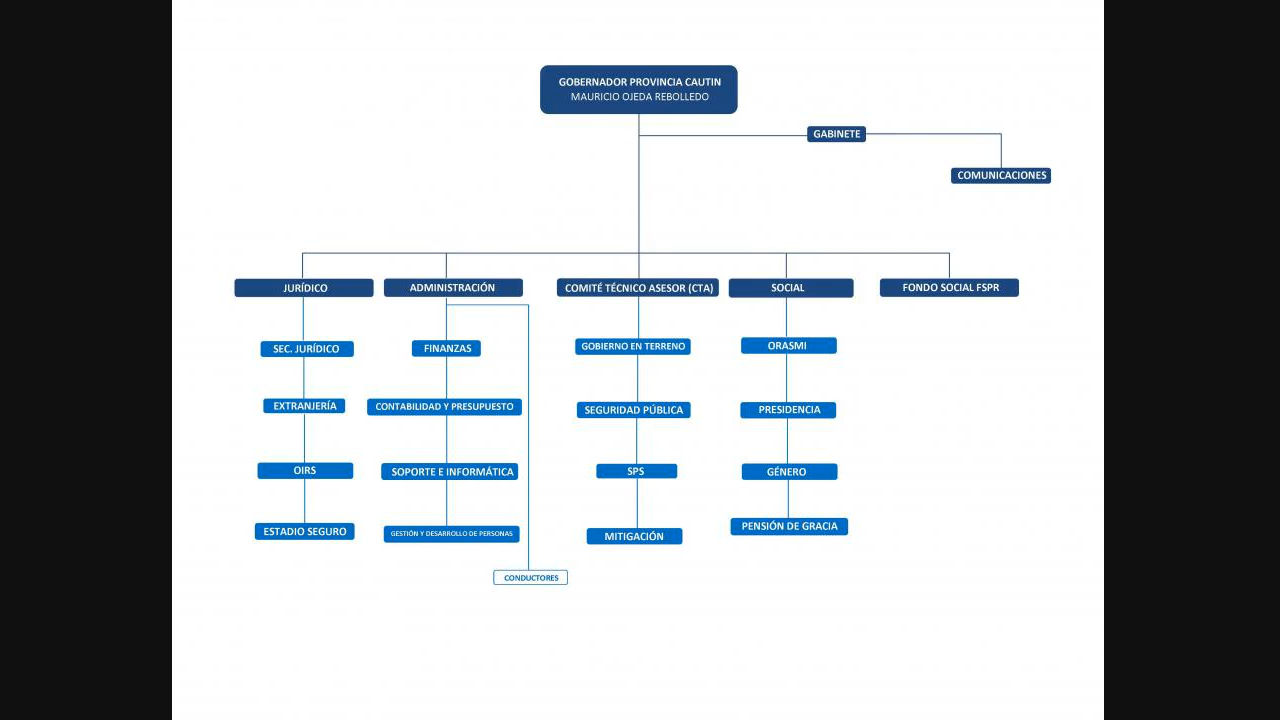 GOBERNADOR PROVINCIA CAUTIN
MAURICIO OJEDA REBOLLEDO
GABINETE
COMUNICACIONES
JURÍDICO
ADMINISTRACIÓN
COMITÉ TÉCNICO ASESOR (CTA)
SOCIAL
FONDO SOCIAL FSPR
SEC. JURÍDICO
FINANZAS
GOBIERNO EN TERRENO
ORASMI
EXTRANJERÍA
CONTABILIDAD Y PRESUPUESTO
SEGURIDAD PÚBLICA
PRESIDENCIA
OIRS
SOPORTE E INFORMÁTICA
SPS
GÉNERO
ESTADIO SEGURO
GESTIÓN Y DESARROLLO DE PERSONAS
MITIGACIÓN
PENSIÓN DE GRACIA
CONDUCTORES